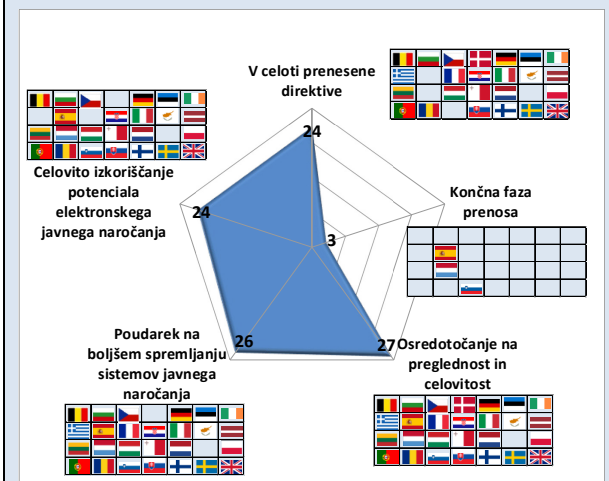 V celoti prenesene
direktive
24
Celovito izkoriščanje
potenciala
elektronskega
javnega naročanja
24
Končna faza
prenosa
3
Poudarek na
boljšem spremljanju
sistemov javnega
naročanja
26
27
Osredotočanje na
preglednost in
celovitost